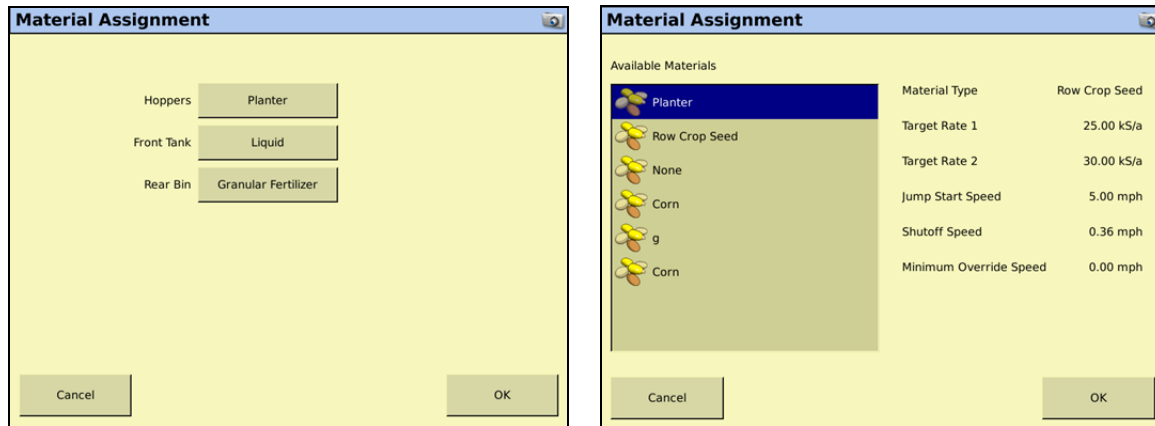 Material Assignment
Hoppers Planter
Front Tank Liquid
Rear Bin Granular Fertilizer
Cancel OK
Material Assignment
Available Materials
Planter
Row Crop Seed
None
Corn
g
Corn
Material Type Row Crop Seed
Target Rate 1 25.00 kS/a
Target Rate 2 30.00 kS/a
Jump Start Speed 5.00 mph
Shutoff Speed 0.36 mph
Minimum Override Speed 0.00 mph
Cancel OK